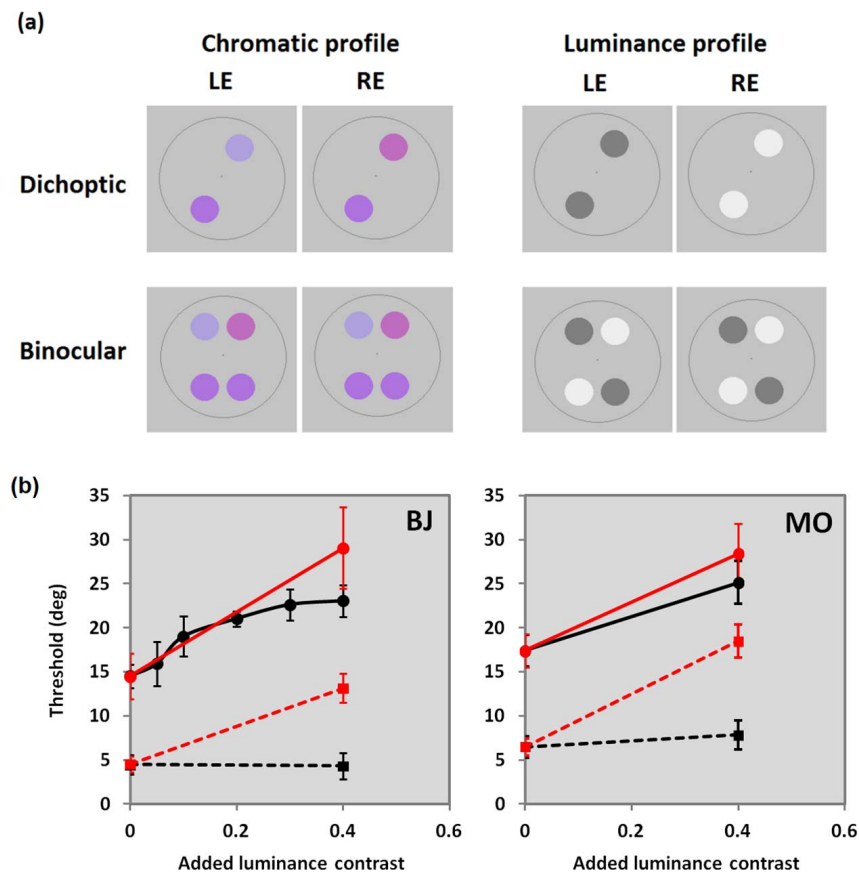 (a)
Chromatic profile Luminance profile
LE RE LE RE
Dichoptic
Binocular
(b)
35 35
BJ MO
30 30
25 25
20 20
15 15
10 10
5 5
0 0
Threshold (deg)
0 0.2 0.4 0.6 0 0.2 0.4 0.6
Added luminance contrast Added luminance contrast